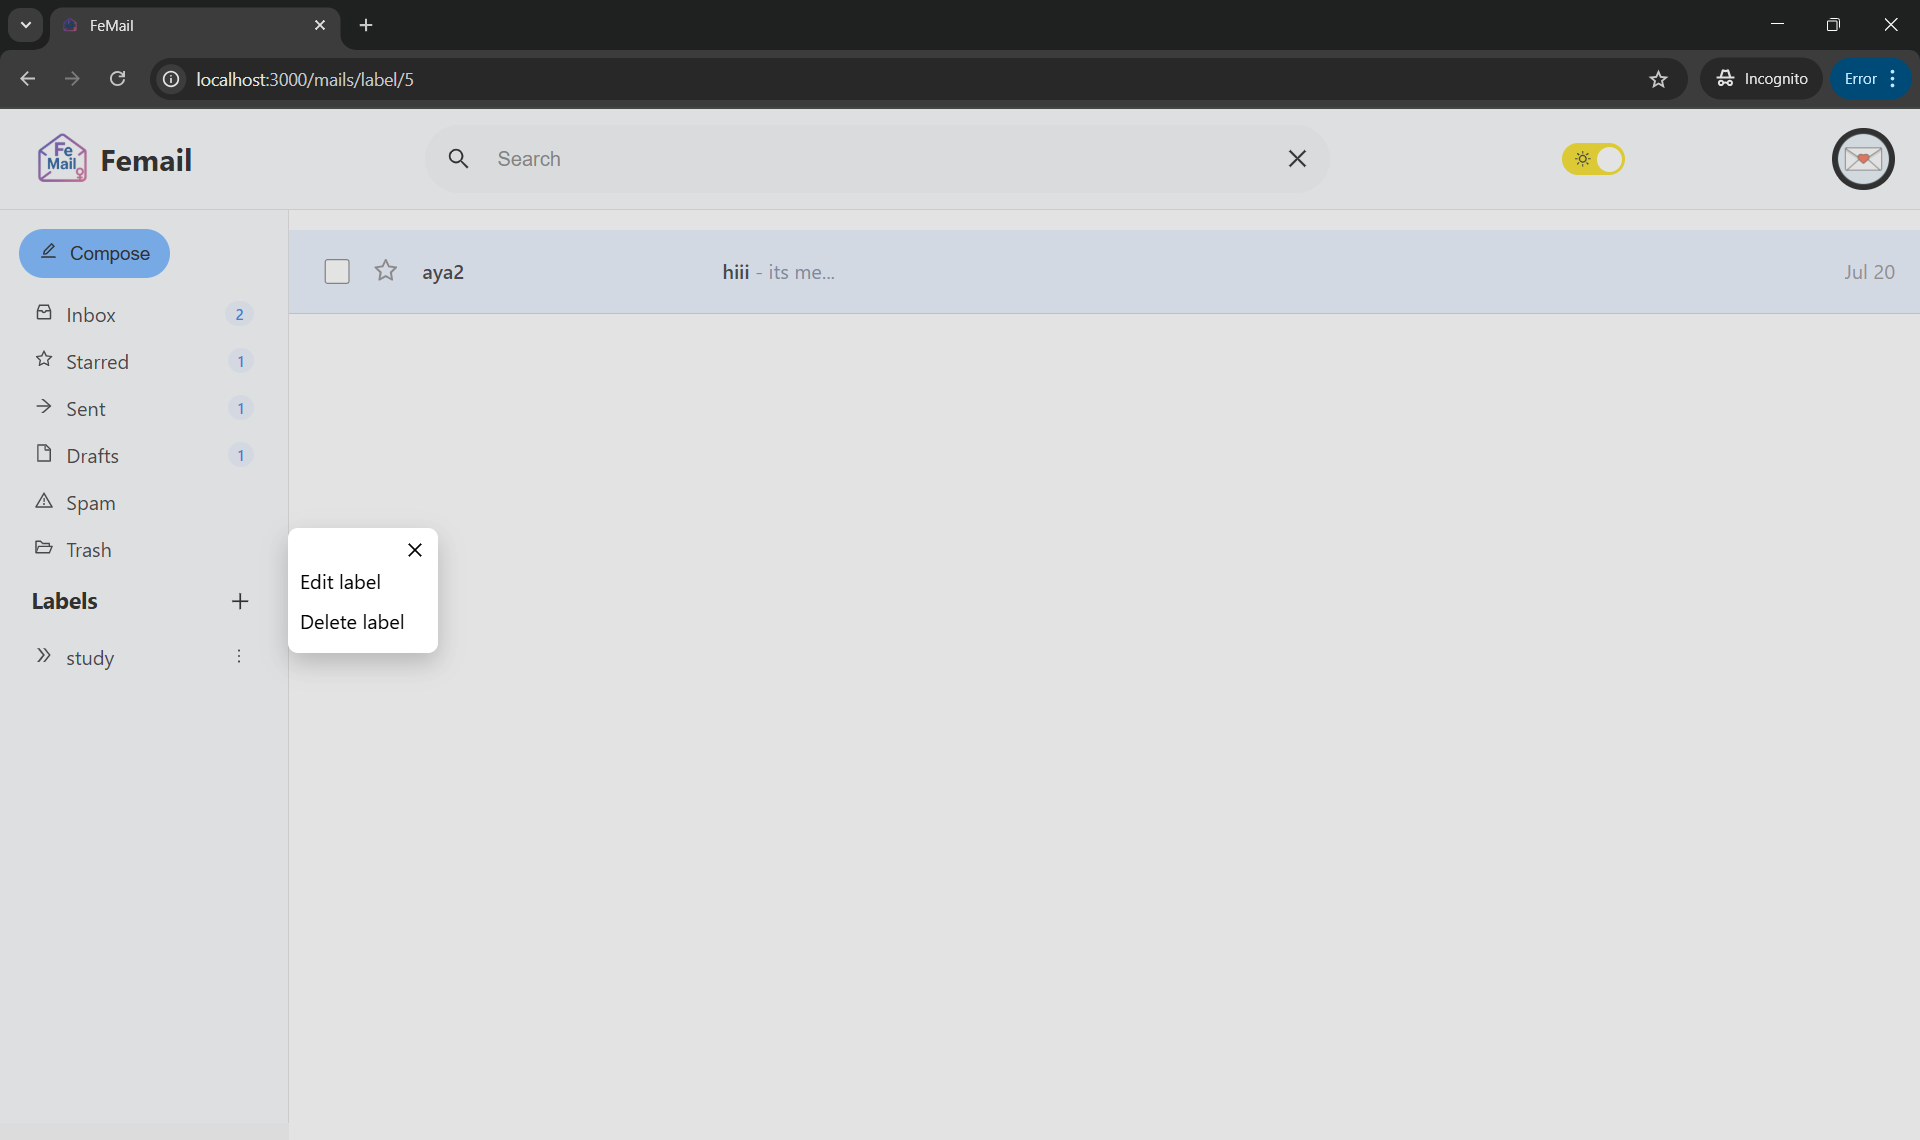 FeMail
localhost:3000/mails/label/5
Incognito
Error
Fe
Mail
Femail
Search
Compose
aya2 hiii - its me... Jul 20
Inbox 2
Starred 1
Sent 1
Drafts 1
Spam
Trash
Edit label
Labels
Delete label
study